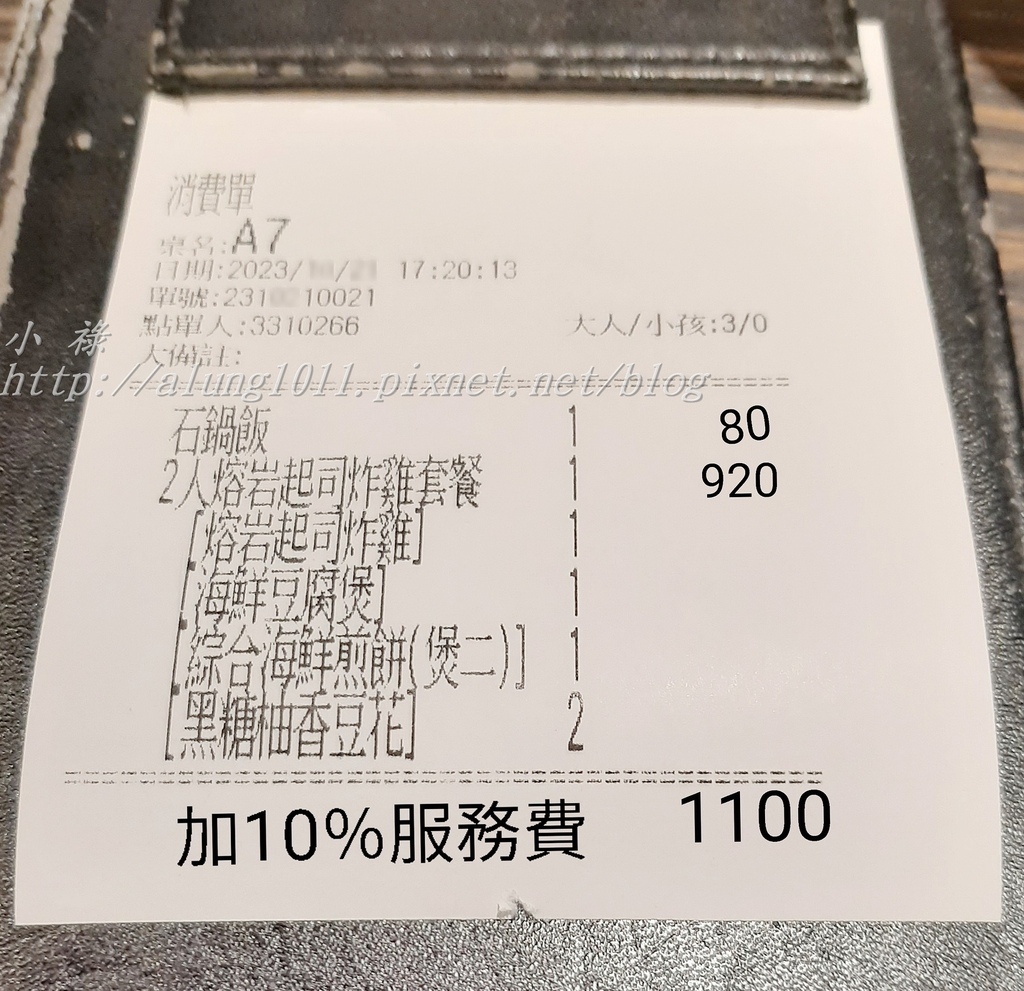 消費單
桌名:A7
日期:2023/ /21 17:20:13
單號:231 10021
點單人:3310266 大人/小孩:3/0
大備註:
小 祿
http://alung1011.pixnet.net/blog
石鍋飯 1 80
2人熔岩起司炸雞套餐 1 920
[熔岩起司炸雞] 1
[海鮮豆腐煲] 1
[綜合海鮮煎餅(煲二)] 1
[黑糖柚香豆花] 2
加10%服務費 1100